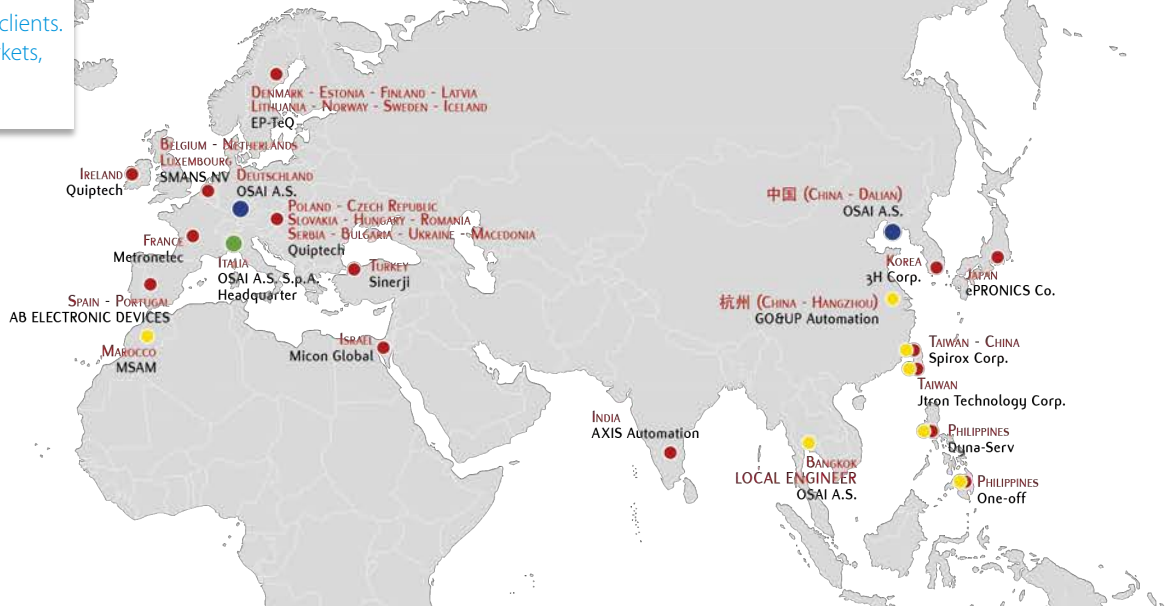 clients.
kets,
Denmark - Estonia - Finland - Latvia
Lithuania - Norway - Sweden - Iceland
EP-TeQ
Belgium - Netherlands
Luxembourg
SMANS NV
Ireland
Quiptech
Deutschland
OSAI A.S.
Poland - Czech Republic
Slovakia - Hungary - Romania
Serbia - Bulgaria - Ukraine - Macedonia
Quiptech
France
Metronelec
Italia
OSAI A.S. S.p.A.
Headquarter
Turkey
Sinerji
Spain - Portugal
AB ELECTRONIC DEVICES
Marocco
MSAM
Israel
Micon Global
中国 (China - Dalian)
OSAI A.S.
Korea
3H Corp.
Japan
ePRONICS Co.
杭州 (China - Hangzhou)
GO&UP Automation
Taiwan - China
Spirox Corp.
Taiwan
Jtron Technology Corp.
India
AXIS Automation
Philippines
Dyna-Serv
Bangkok
LOCAL ENGINEER
OSAI A.S.
Philippines
One-off